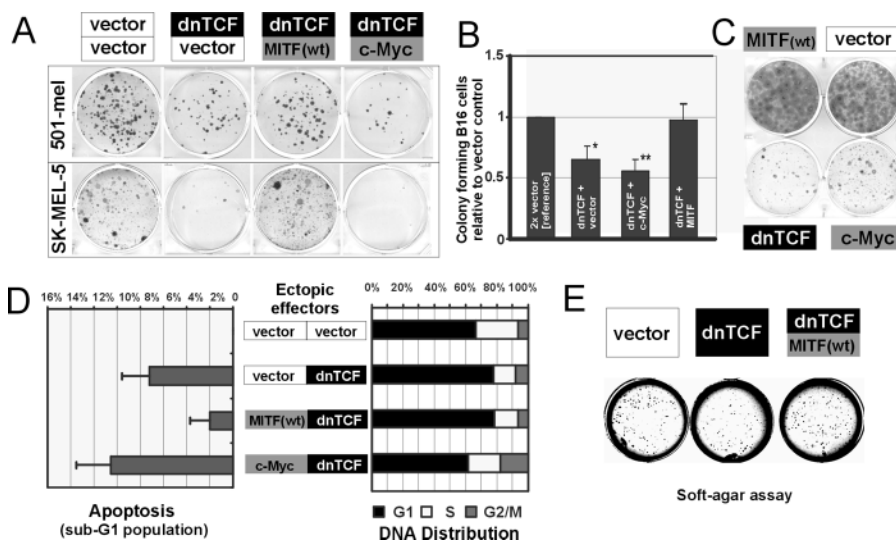 A
vector
vector
dnTCF
vector
dnTCF
MITF(wt)
dnTCF
c-Myc
501-mel
SK-MEL-5
B
Colony forming B16 cells
relative to vector control
1.5
1
0.5
0
2x vector
[reference]
dnTCF +
vector
*
dnTCF +
c-Myc
**
dnTCF +
MITF
C
MITF(wt)
vector
dnTCF
c-Myc
D
16% 14% 12% 10% 8% 6% 4% 2% 0
Apoptosis
(sub-G1 population)
Ectopic
effectors
vector vector
vector dnTCF
MITF(wt) dnTCF
c-Myc dnTCF
0% 20% 40% 60% 80% 100%
G1 S G2/M
DNA Distribution
E
vector
dnTCF
dnTCF
MITF(wt)
Soft-agar assay